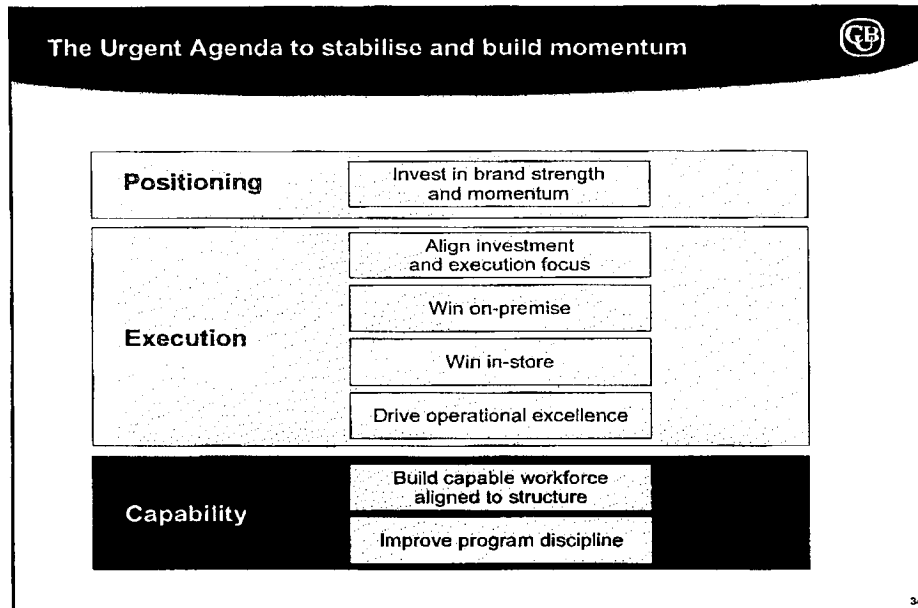 The Urgent Agenda to stabilise and build momentum
CUB
Positioning
Invest in brand strength
and momentum
Execution
Align investment
and execution focus
Win on-premise
Win in-store
Drive operational excellence
Capability
Build capable workforce
aligned to structure
Improve program discipline